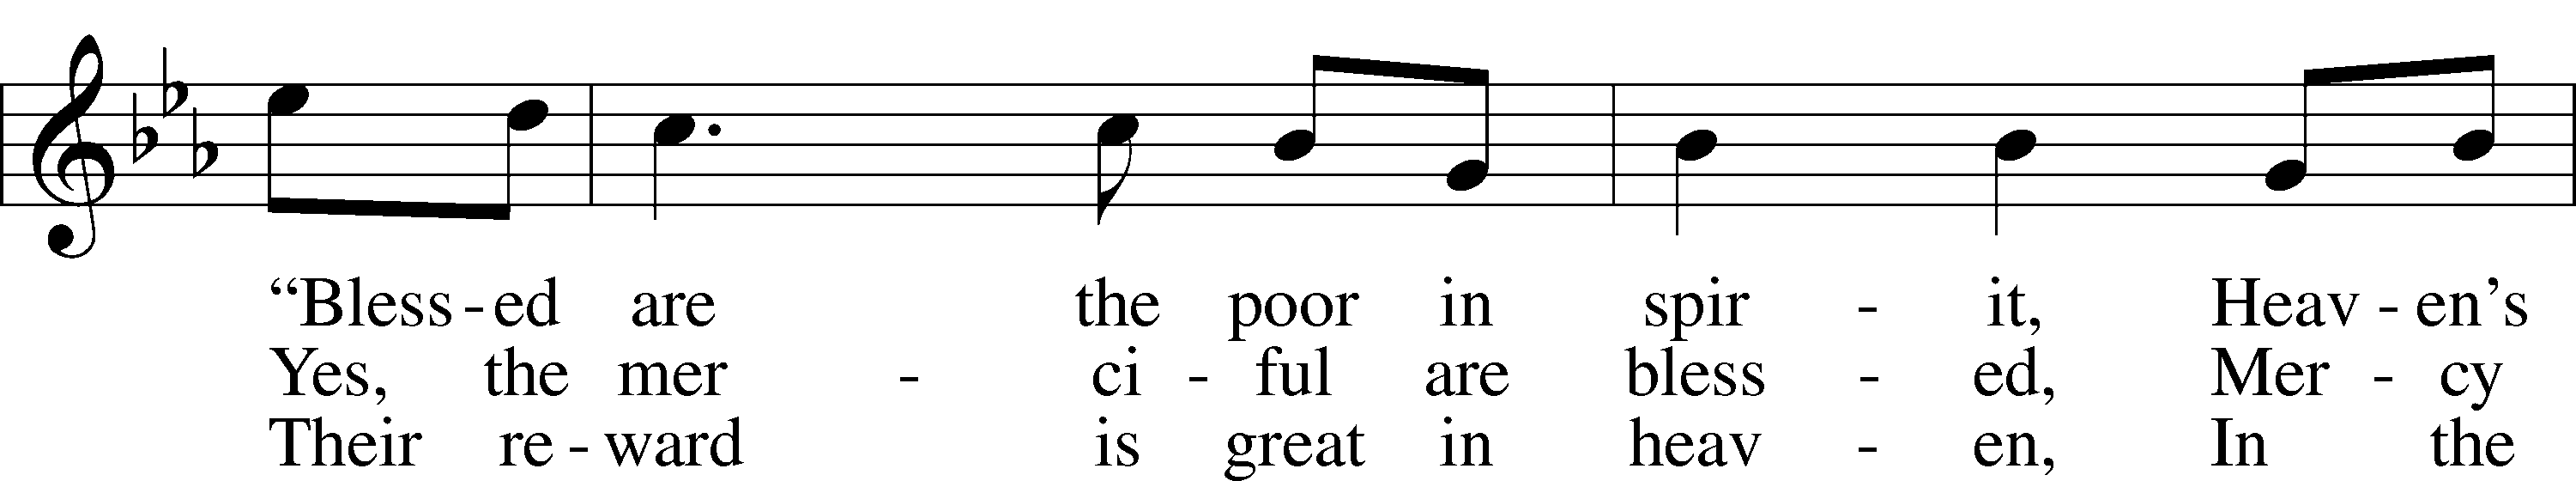 “Bless - ed are the poor in spir - it, Heav - en’s
Yes, the mer - ci - ful are bless - ed, Mer - cy
Their re - ward is great in heav - en, In the